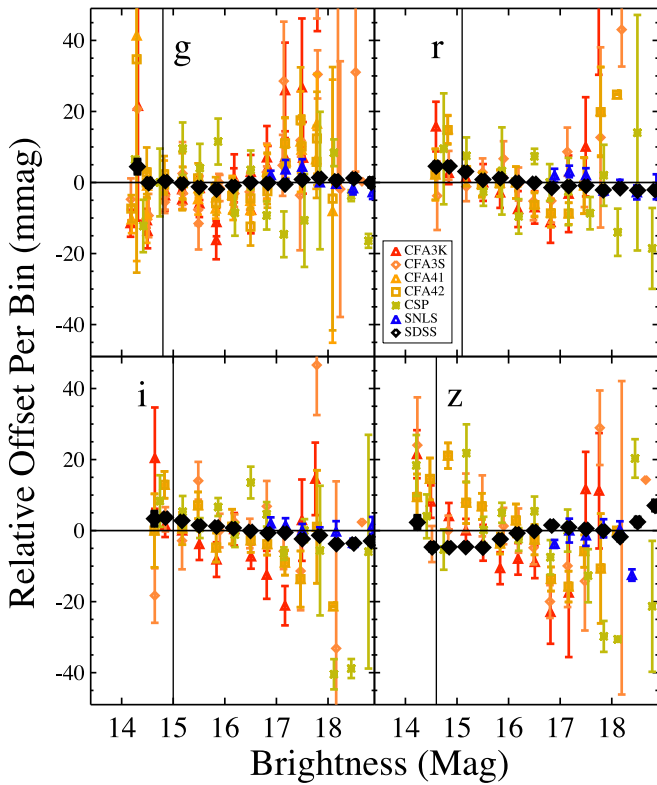 Relative Offset Per Bin (mmag)
40
20
0
-20
-40
g
r
CFA3K
CFA3S
CFA41
CFA42
CSP
SNLS
SDSS
40
20
0
-20
-40
i
z
14 15 16 17 18
14 15 16 17 18
Brightness (Mag)